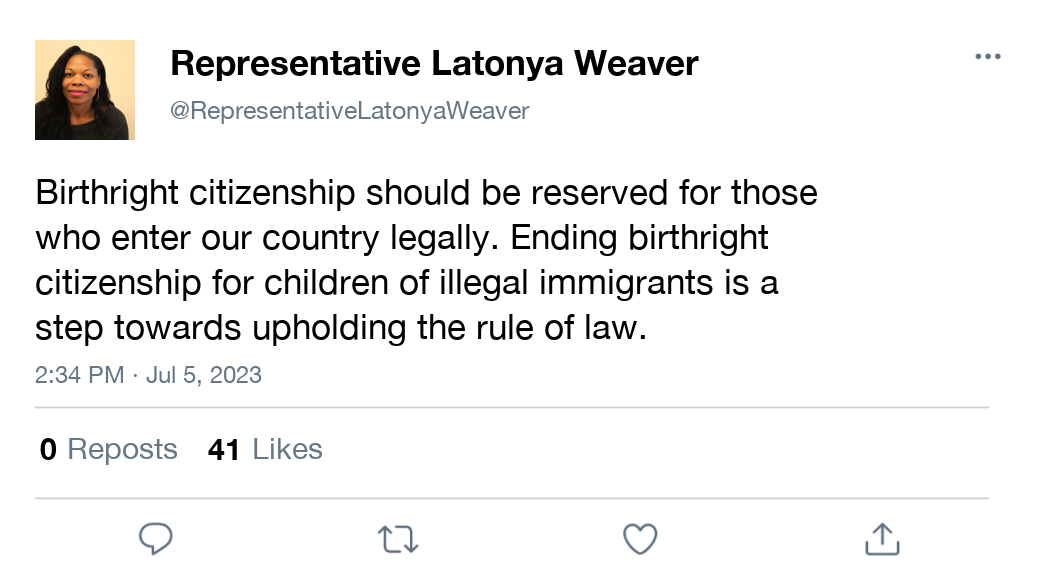 Representative Latonya Weaver
@RepresentativeLatonyaWeaver
Birthright citizenship should be reserved for those
who enter our country legally. Ending birthright
citizenship for children of illegal immigrants is a
step towards upholding the rule of law.
2:34 PM · Jul 5, 2023
0 Reposts 41 Likes